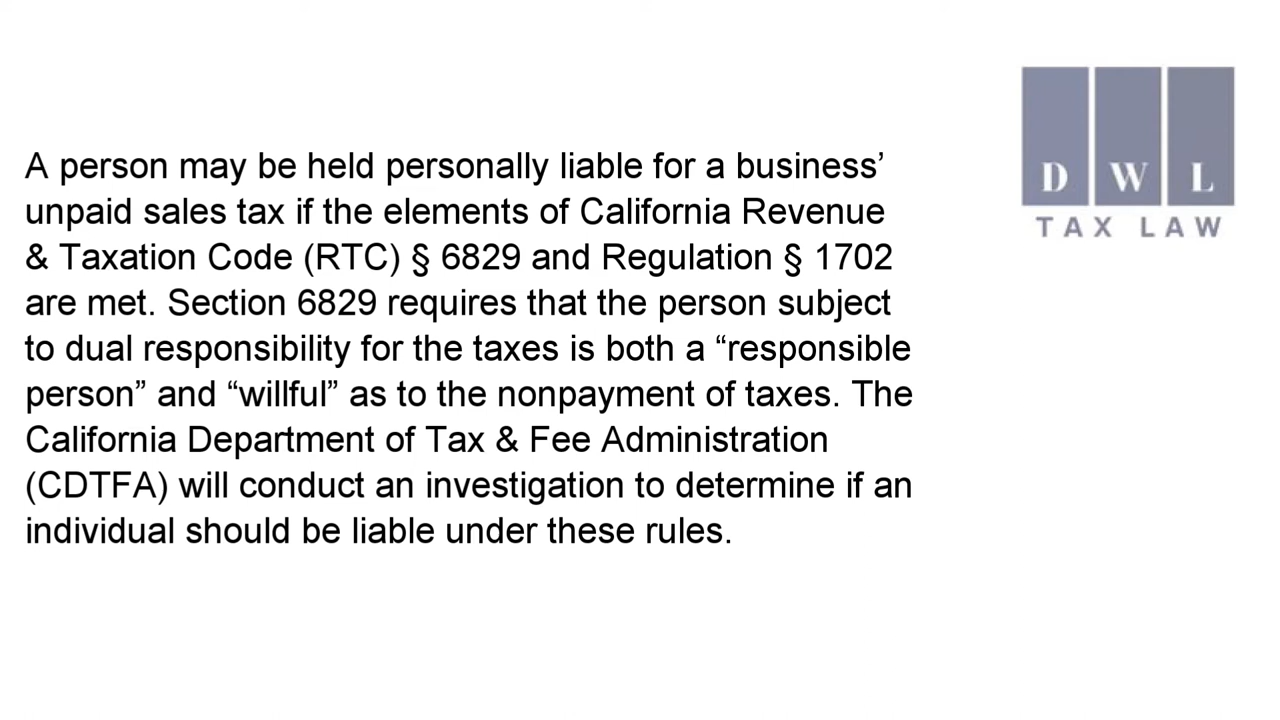 A person may be held personally liable for a business’
unpaid sales tax if the elements of California Revenue
& Taxation Code (RTC) § 6829 and Regulation § 1702
are met. Section 6829 requires that the person subject
to dual responsibility for the taxes is both a “responsible
person” and “willful” as to the nonpayment of taxes. The
California Department of Tax & Fee Administration
(CDTFA) will conduct an investigation to determine if an
individual should be liable under these rules.
D W L
TAX LAW